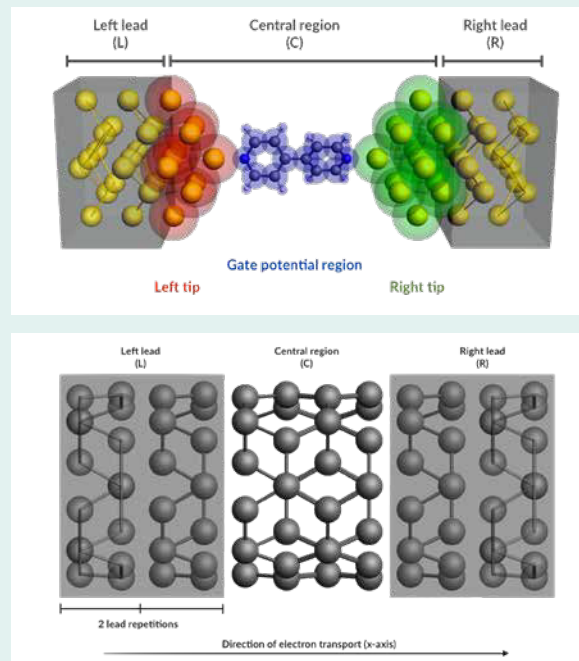 Left lead
(L)
Central region
(C)
Right lead
(R)
Gate potential region
Left tip
Right tip
Left lead
(L)
Central region
(C)
Right lead
(R)
2 lead repetitions
Direction of electron transport (x-axis)